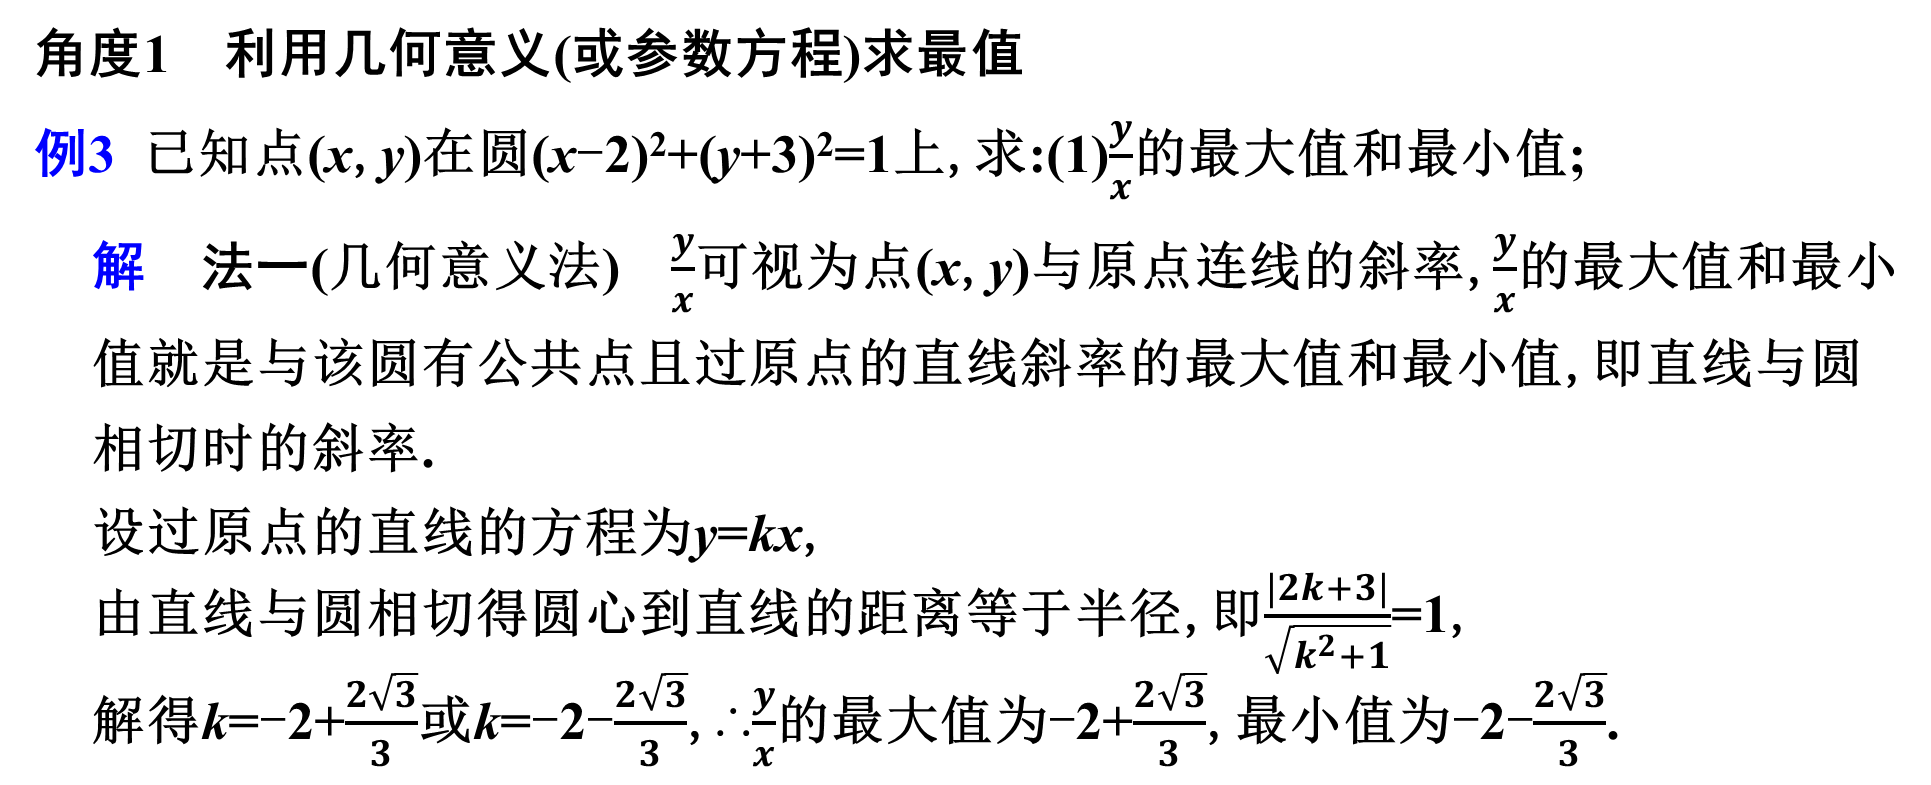 角度1 利用几何意义(或参数方程)求最值
例3 已知点(x, y)在圆(x−2)²+(y+3)²=1上, 求:(1)y/x的最大值和最小值;
解 法一(几何意义法) y/x可视为点(x, y)与原点连线的斜率, y/x的最大值和最小
值就是与该圆有公共点且过原点的直线斜率的最大值和最小值, 即直线与圆
相切时的斜率.
设过原点的直线的方程为y=kx,
由直线与圆相切得圆心到直线的距离等于半径, 即|2k+3|/√(k²+1)=1,
解得k=−2+2√3/3或k=−2−2√3/3, ∴y/x的最大值为−2+2√3/3, 最小值为−2−2√3/3.